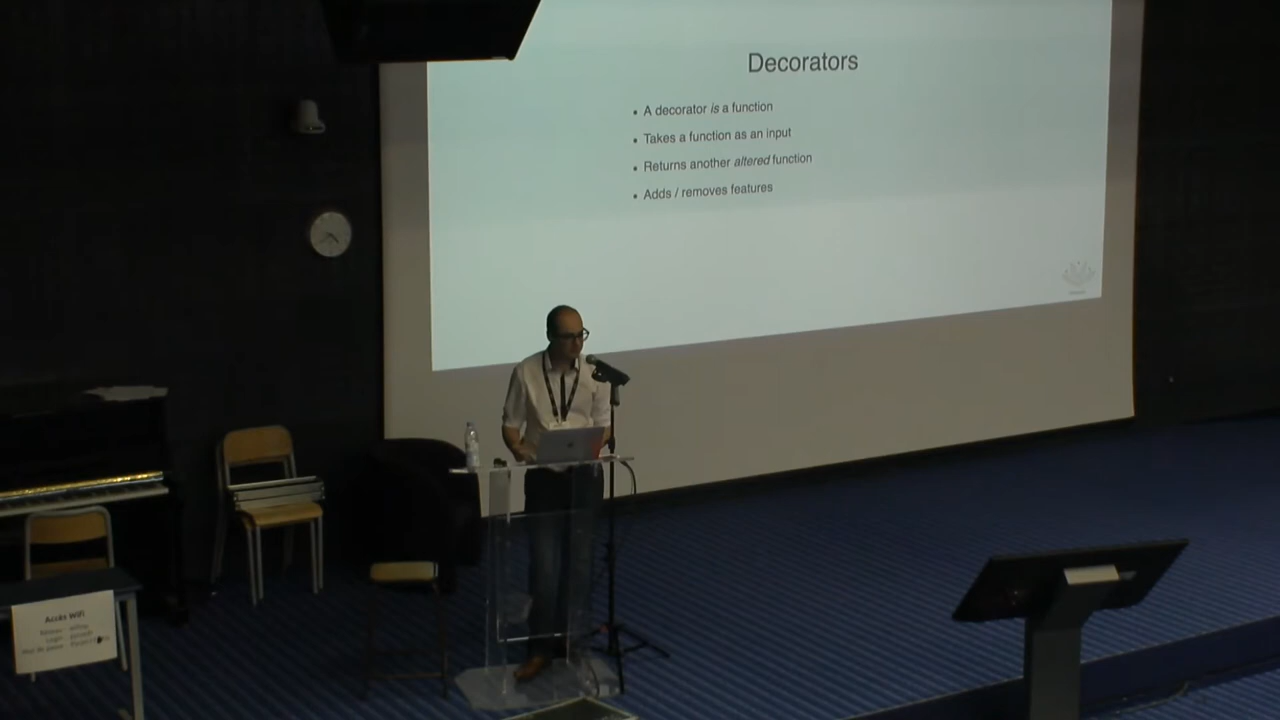 Decorators
• A decorator is a function
• Takes a function as an input
• Returns another altered function
• Adds / removes features
Accès Wifi